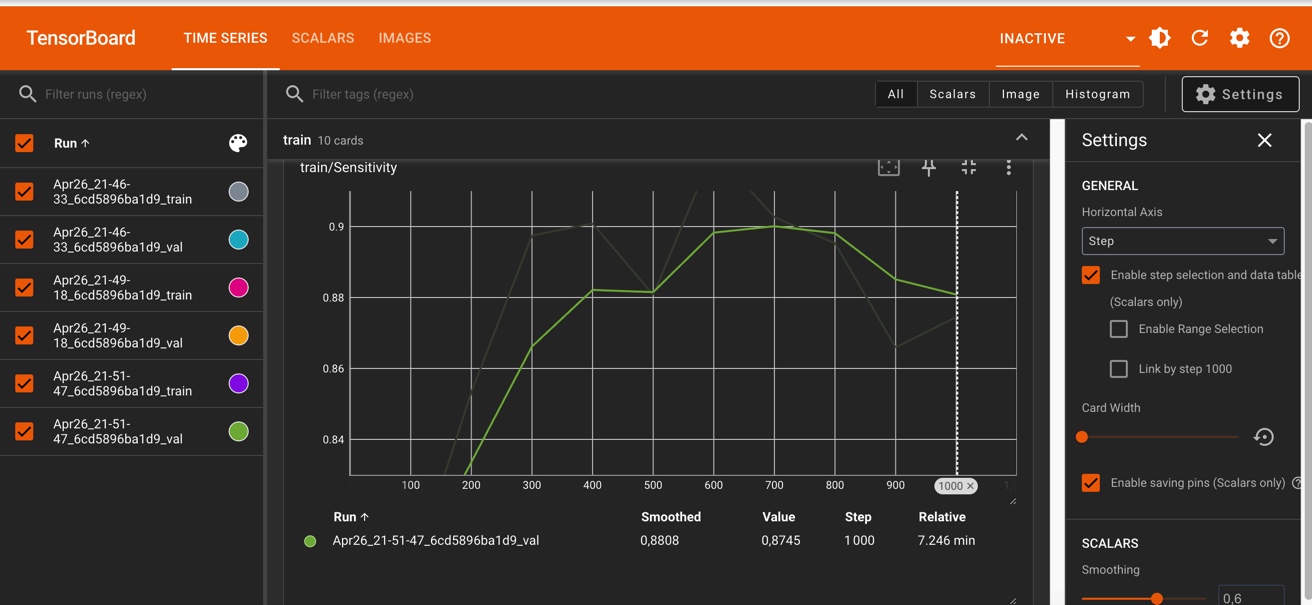 TensorBoard TIME SERIES SCALARS IMAGES INACTIVE
Filter runs (regex)
Filter tags (regex)
All Scalars Image Histogram
Settings
Run ↑
Apr26_21-46-
33_6cd5896ba1d9_train
Apr26_21-46-
33_6cd5896ba1d9_val
Apr26_21-49-
18_6cd5896ba1d9_train
Apr26_21-49-
18_6cd5896ba1d9_val
Apr26_21-51-
47_6cd5896ba1d9_train
Apr26_21-51-
47_6cd5896ba1d9_val
train 10 cards
train/Sensitivity
0.9
0.88
0.86
0.84
100 200 300 400 500 600 700 800 900 1000 ×
Run ↑ Smoothed Value Step Relative
Apr26_21-51-47_6cd5896ba1d9_val 0,8808 0,8745 1 000 7.246 min
Settings
GENERAL
Horizontal Axis
Step
Enable step selection and data table
(Scalars only)
Enable Range Selection
Link by step 1000
Card Width
Enable saving pins (Scalars only)
SCALARS
Smoothing
0,6